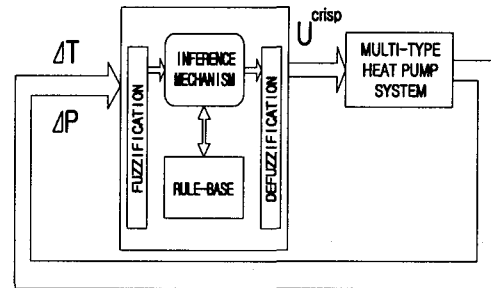 ΔT
ΔP
FUZZIFICATION
INFERENCE
MECHANISM
RULE-BASE
DEFUZZIFICATION
U^crisp
MULTI-TYPE
HEAT PUMP
SYSTEM